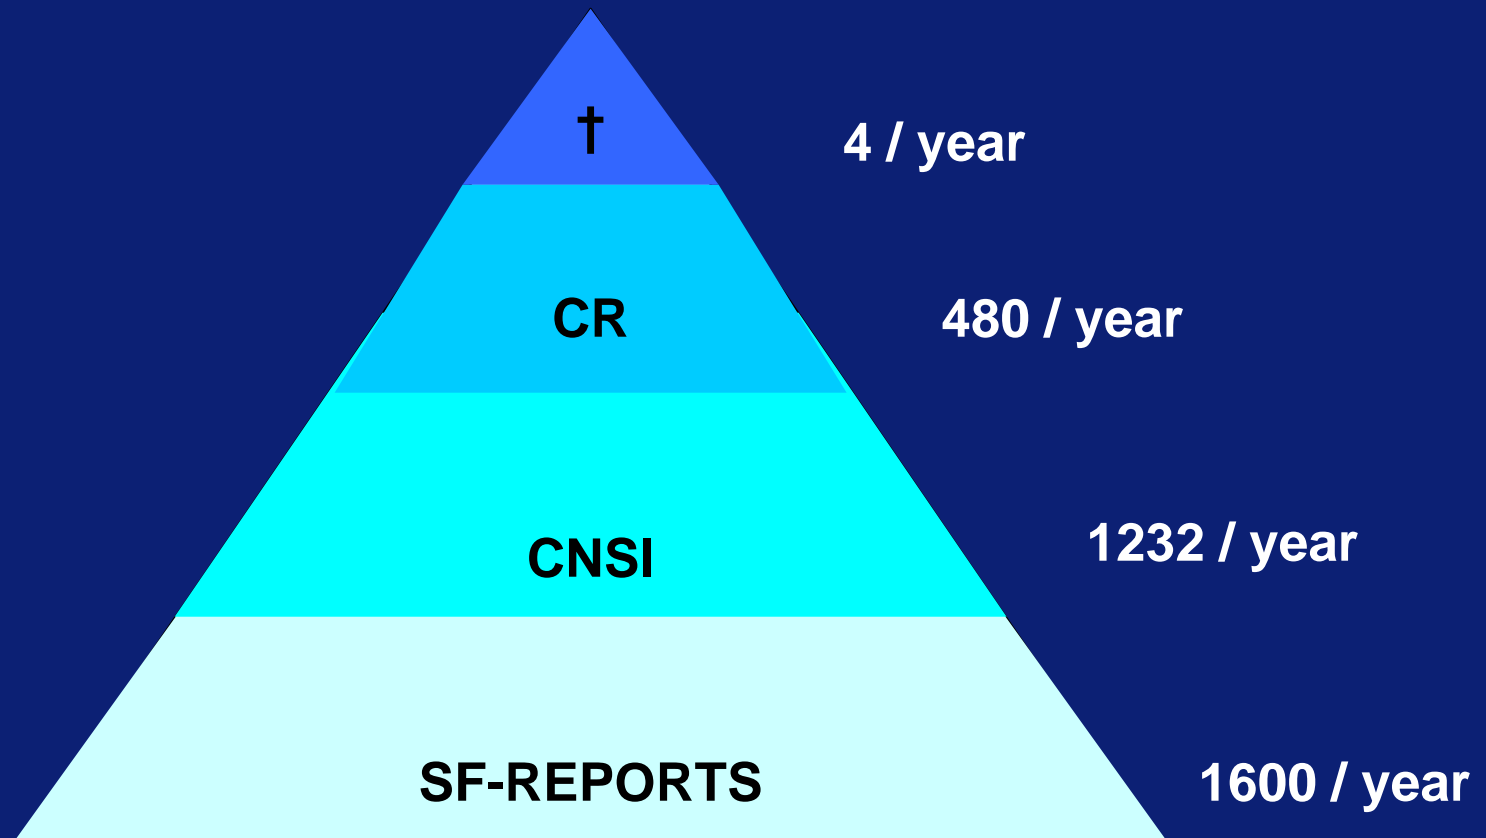 †
4 / year
CR
480 / year
CNSI
1232 / year
SF-REPORTS
1600 / year